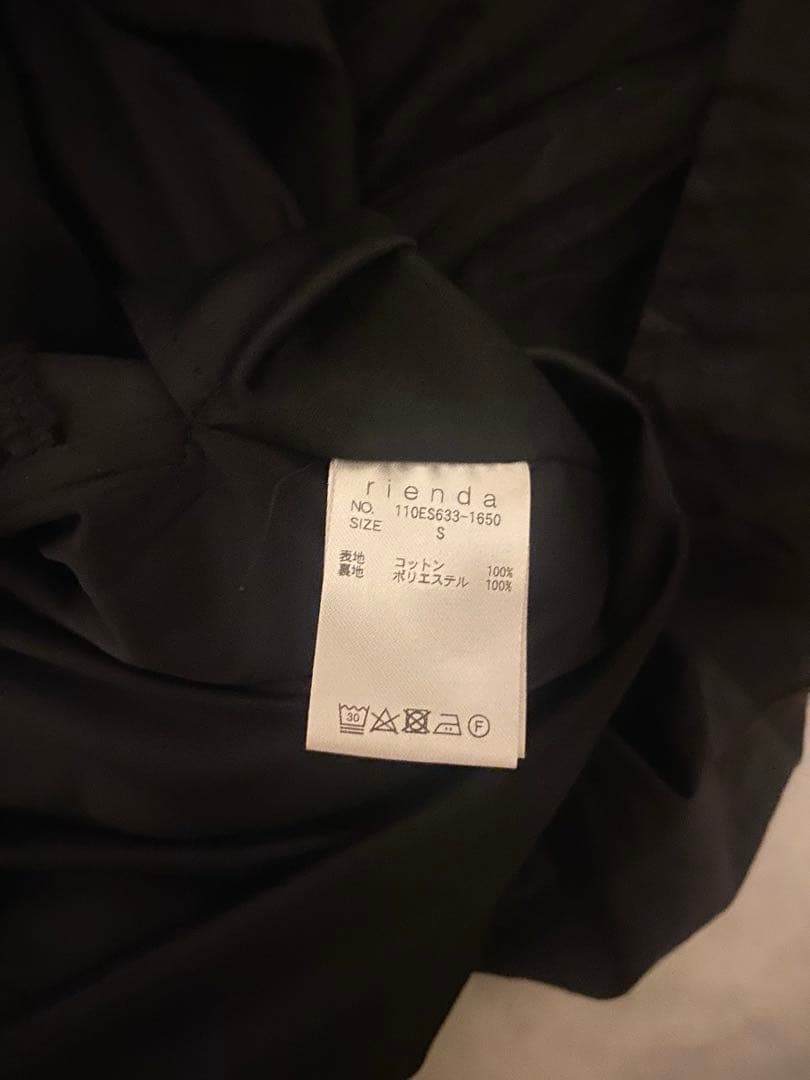 rienda
NO. 110ES633-1650
SIZE S
表地 コットン 100%
裏地 ポリエステル 100%
30 F